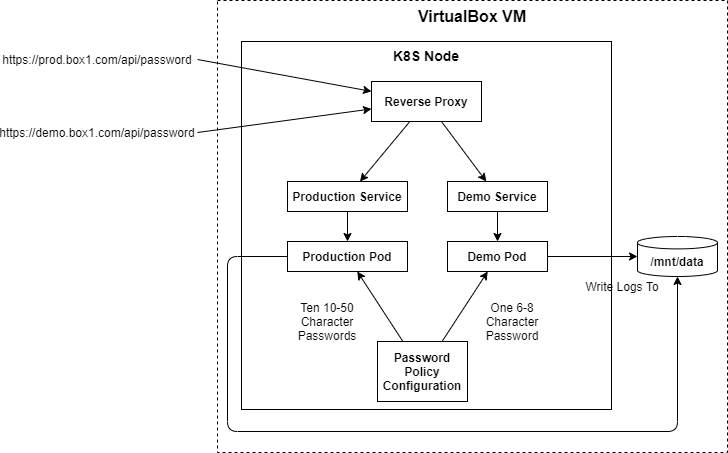 VirtualBox VM
K8S Node
https://prod.box1.com/api/password
Reverse Proxy
https://demo.box1.com/api/password
Production Service
Demo Service
Production Pod
Demo Pod
/mnt/data
Write Logs To
Ten 10-50
Character
Passwords
One 6-8
Character
Password
Password
Policy
Configuration